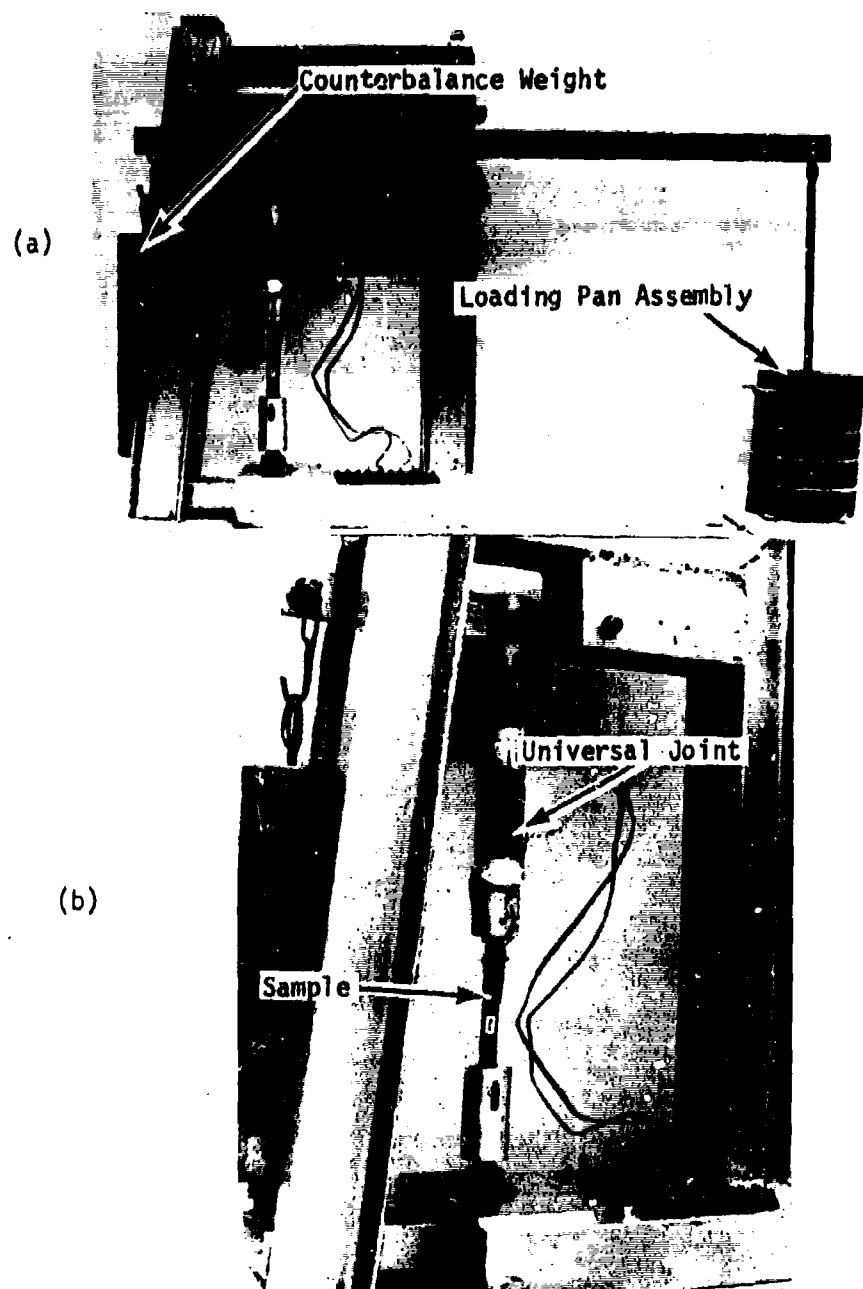 Counterbalance Weight
(a)
Loading Pan Assembly
Universal Joint
(b)
Sample